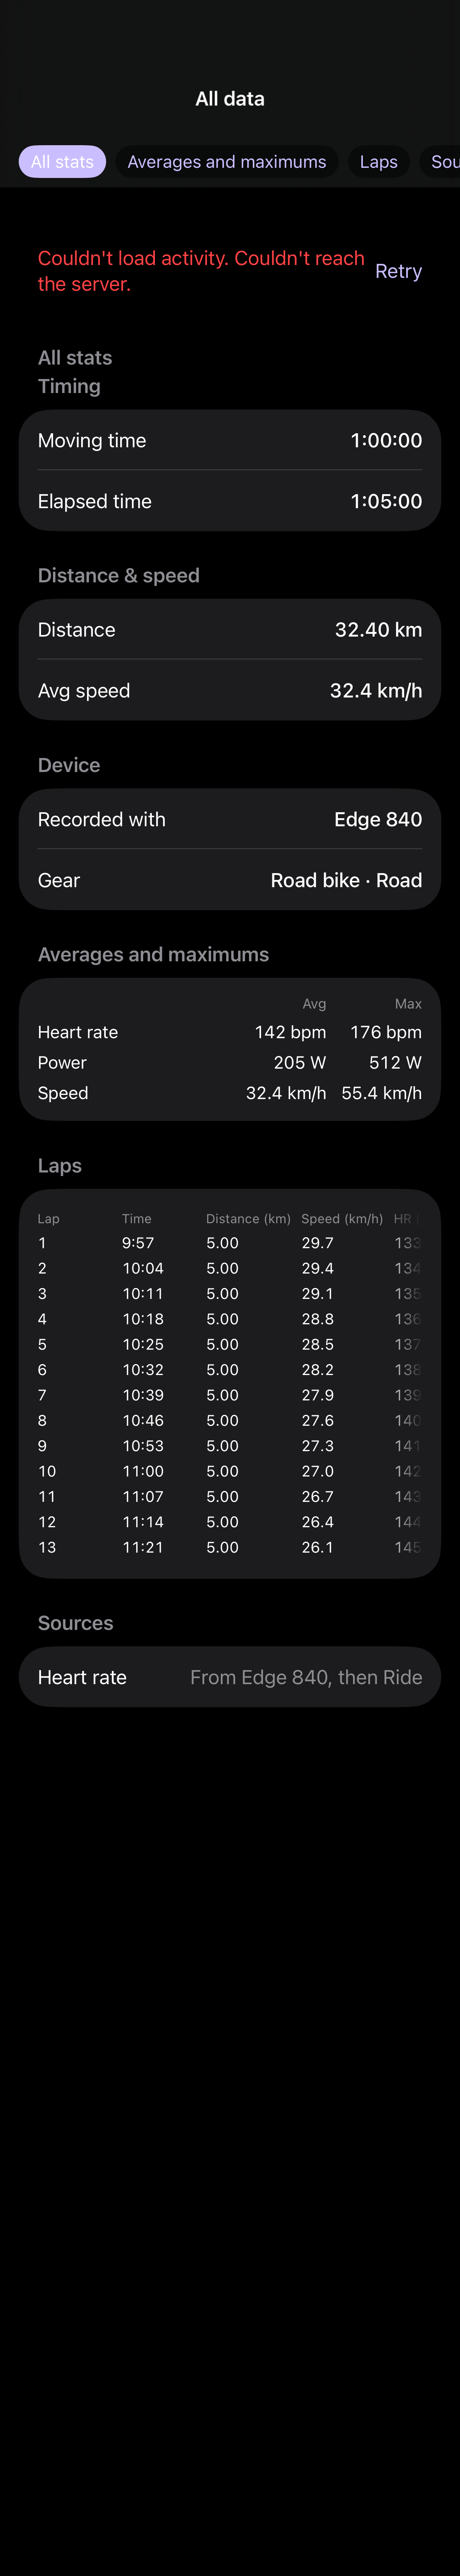 All data
All stats
Averages and maximums
Laps
Sou
Couldn't load activity. Couldn't reach
the server.
Retry
All stats
Timing
Moving time 1:00:00
Elapsed time 1:05:00
Distance & speed
Distance 32.40 km
Avg speed 32.4 km/h
Device
Recorded with Edge 840
Gear Road bike · Road
Averages and maximums
Avg Max
Heart rate 142 bpm 176 bpm
Power 205 W 512 W
Speed 32.4 km/h 55.4 km/h
Laps
Lap Time Distance (km) Speed (km/h) HR
1 9:57 5.00 29.7 133
2 10:04 5.00 29.4 134
3 10:11 5.00 29.1 135
4 10:18 5.00 28.8 136
5 10:25 5.00 28.5 137
6 10:32 5.00 28.2 138
7 10:39 5.00 27.9 139
8 10:46 5.00 27.6 140
9 10:53 5.00 27.3 141
10 11:00 5.00 27.0 142
11 11:07 5.00 26.7 143
12 11:14 5.00 26.4 144
13 11:21 5.00 26.1 145
Sources
Heart rate From Edge 840, then Ride